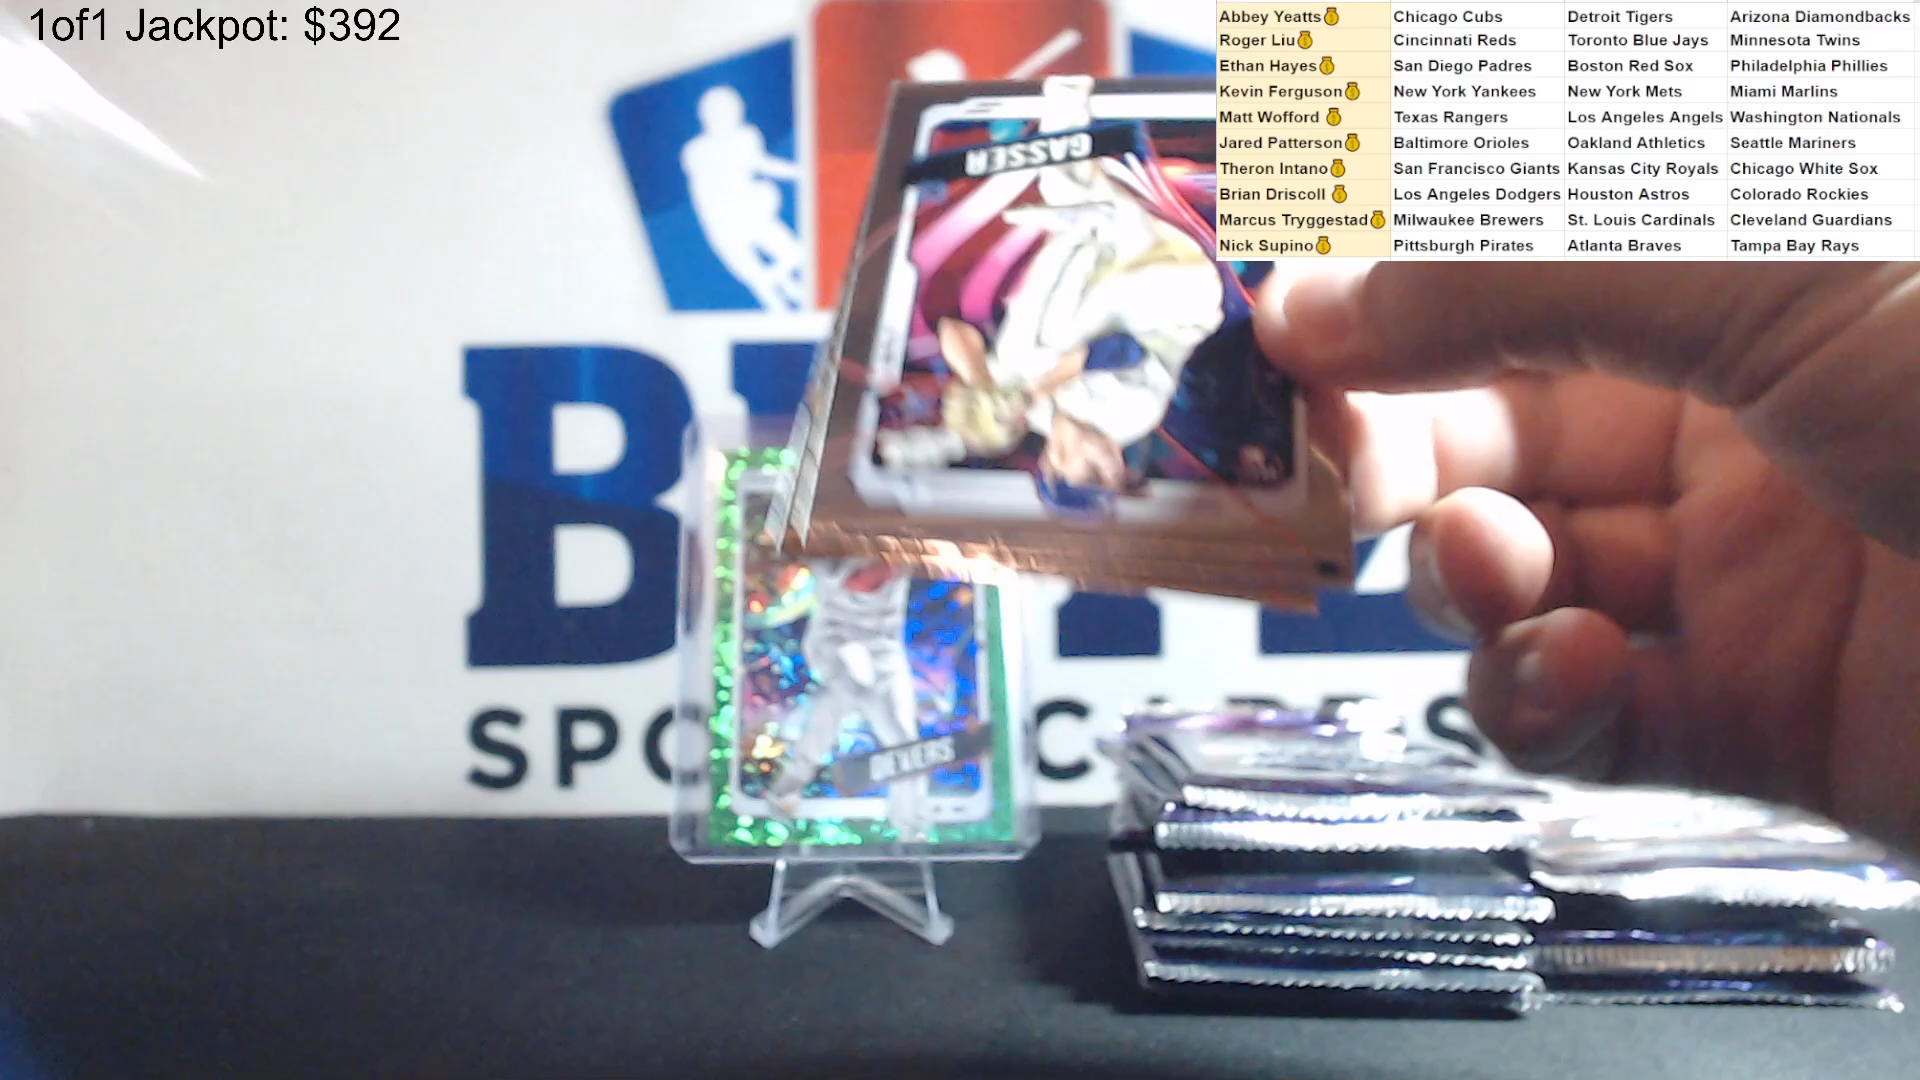 1of1 Jackpot: $392
Abbey Yeatts Chicago Cubs Detroit Tigers Arizona Diamondbacks
Roger Liu Cincinnati Reds Toronto Blue Jays Minnesota Twins
Ethan Hayes San Diego Padres Boston Red Sox Philadelphia Phillies
Kevin Ferguson New York Yankees New York Mets Miami Marlins
Matt Wofford Texas Rangers Los Angeles Angels Washington Nationals
Jared Patterson Baltimore Orioles Oakland Athletics Seattle Mariners
Theron Intano San Francisco Giants Kansas City Royals Chicago White Sox
Brian Driscoll Los Angeles Dodgers Houston Astros Colorado Rockies
Marcus Tryggestad Milwaukee Brewers St. Louis Cardinals Cleveland Guardians
Nick Supino Pittsburgh Pirates Atlanta Braves Tampa Bay Rays
GASSER
DEVERS